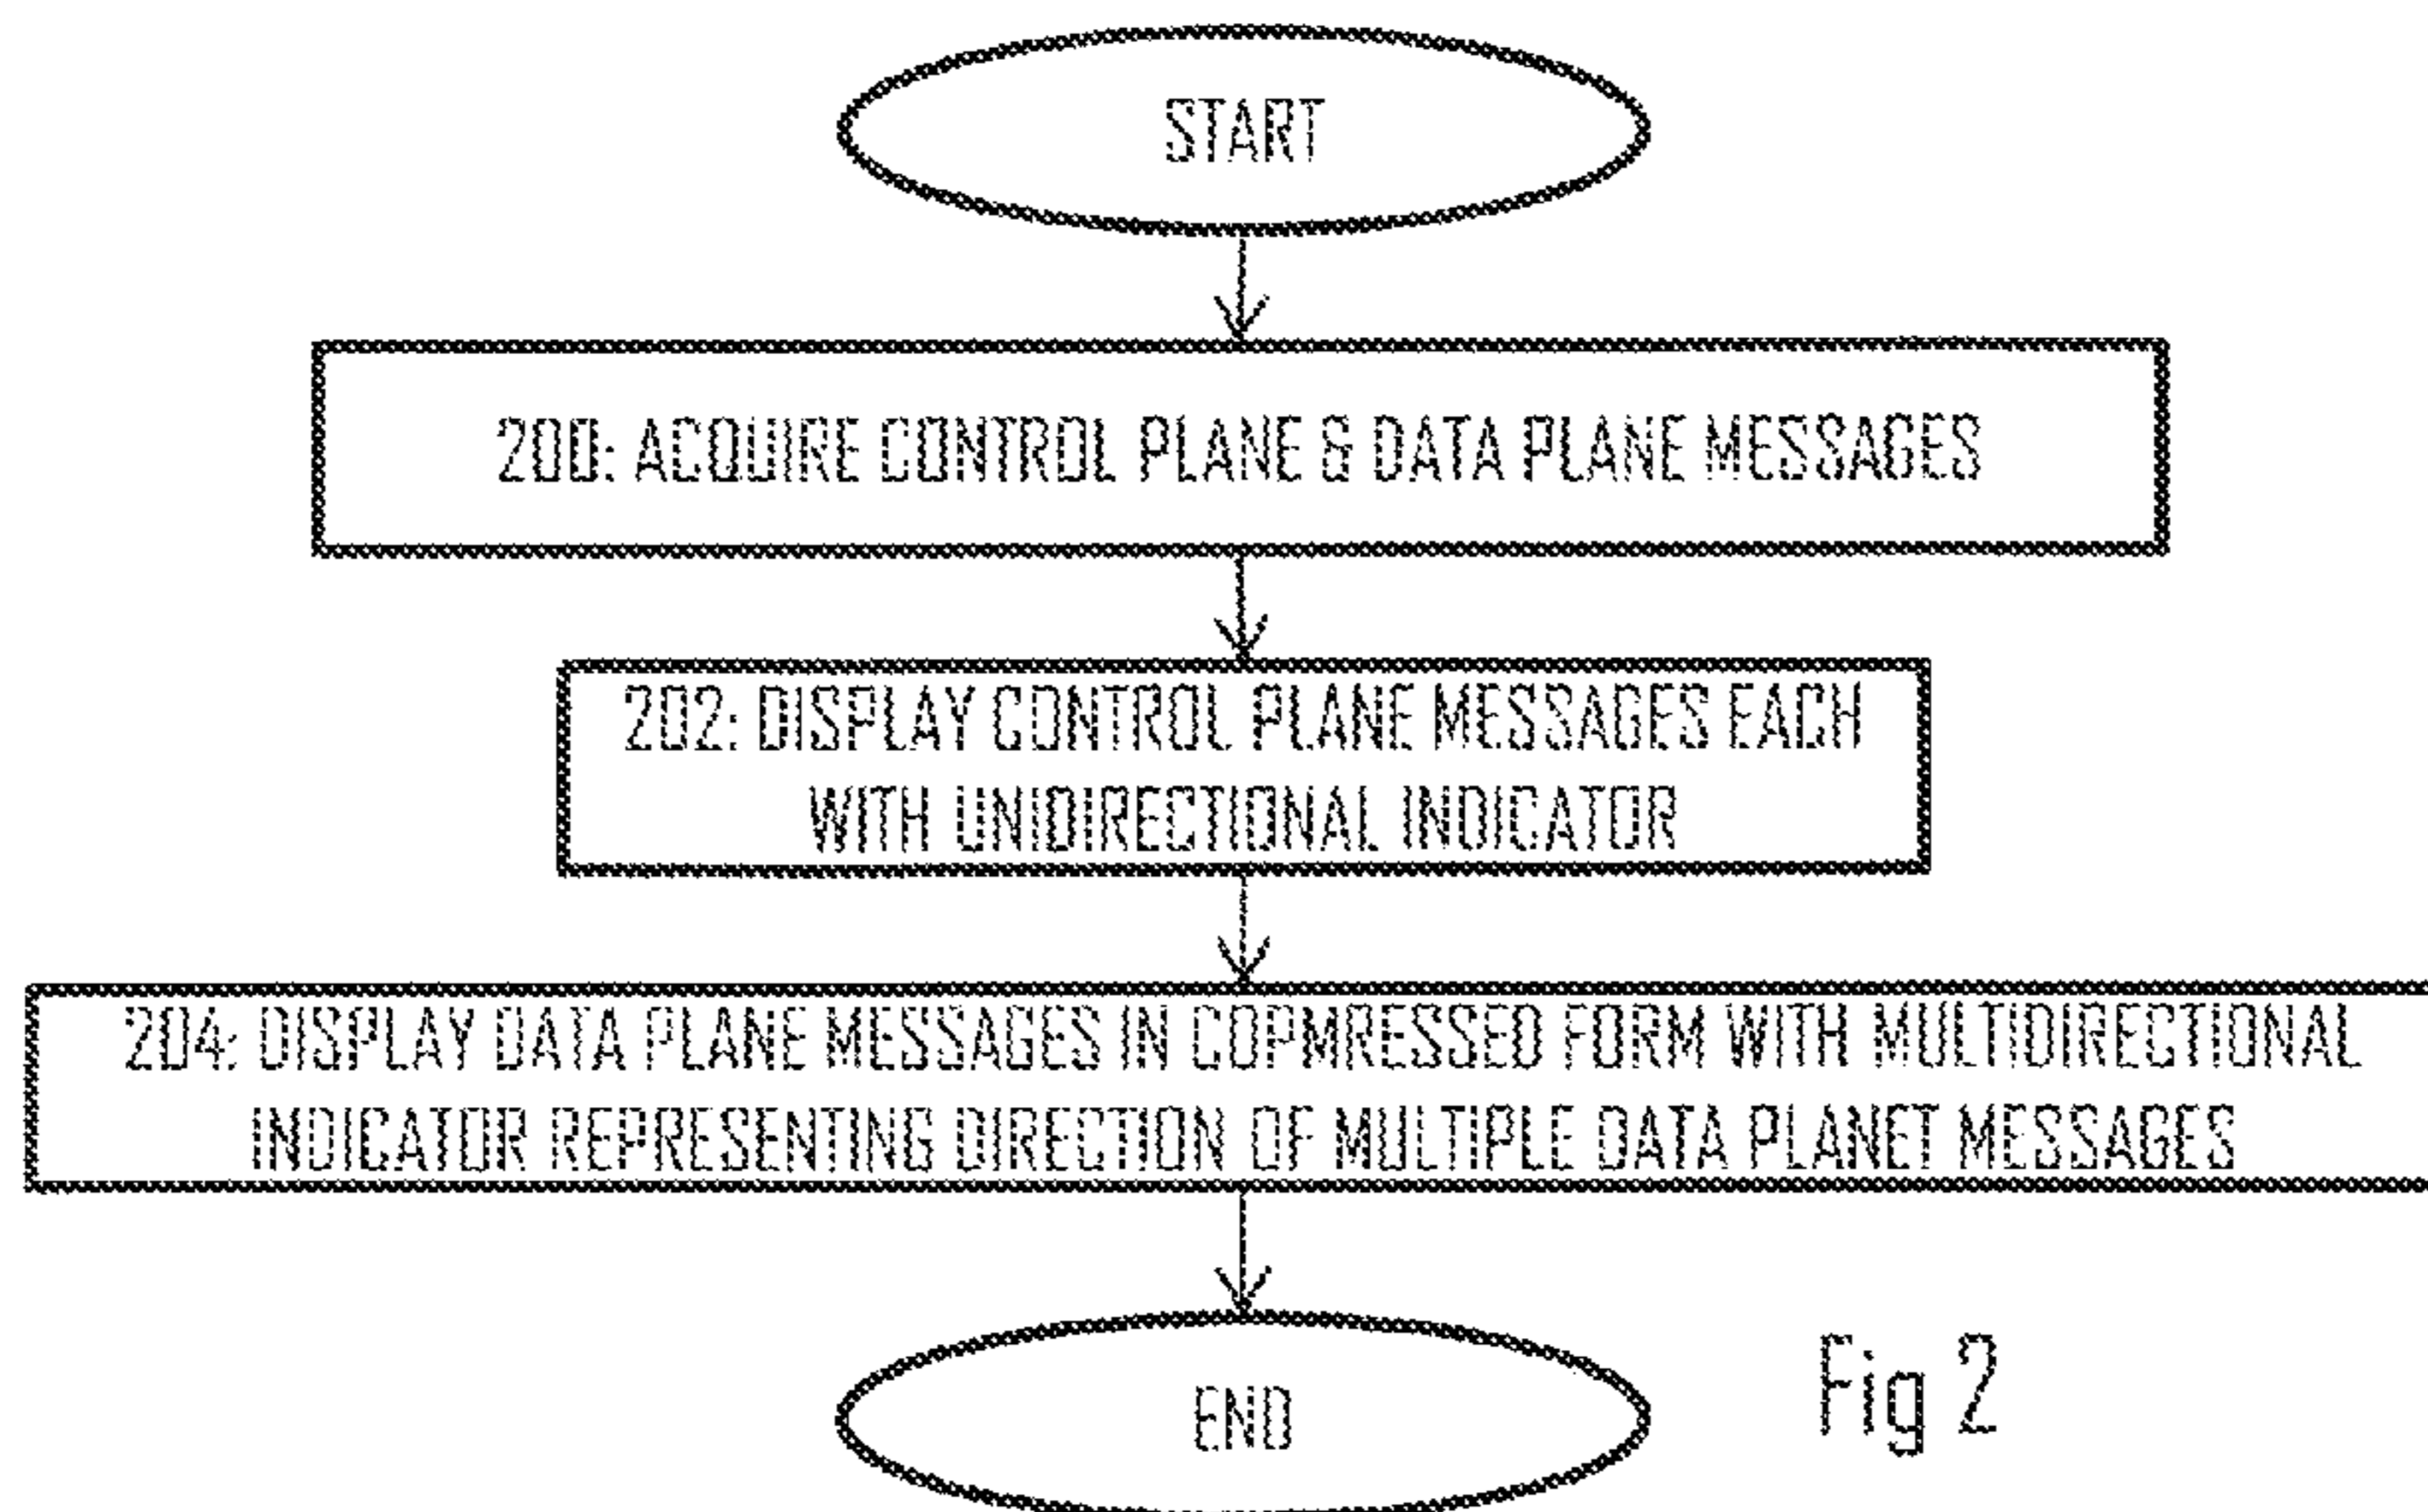 START
200: ACQUIRE CONTROL PLANE & DATA PLANE MESSAGES
202: DISPLAY CONTROL PLANE MESSAGES EACH
WITH UNIDIRECTIONAL INDICATOR
204: DISPLAY DATA PLANE MESSAGES IN COPMRESSED FORM WITH MULTIDIRECTIONAL
INDICATOR REPRESENTING DIRECTION OF MULTIPLE DATA PLANET MESSAGES
END
Fig 2